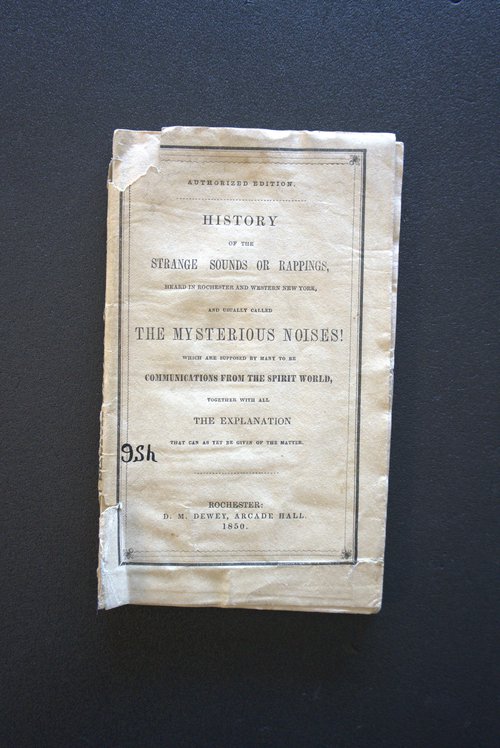 AUTHORIZED EDITION.
HISTORY
OF THE
STRANGE SOUNDS OR RAPPINGS,
HEARD IN ROCHESTER AND WESTERN NEW YORK,
AND USUALLY CALLED
THE MYSTERIOUS NOISES!
WHICH ARE SUPPOSED BY MANY TO BE
COMMUNICATIONS FROM THE SPIRIT WORLD,
TOGETHER WITH ALL
THE EXPLANATION
THAT CAN AS YET BE GIVEN OF THE MATTER.
ROCHESTER:
D. M. DEWEY, ARCADE HALL.
1850.